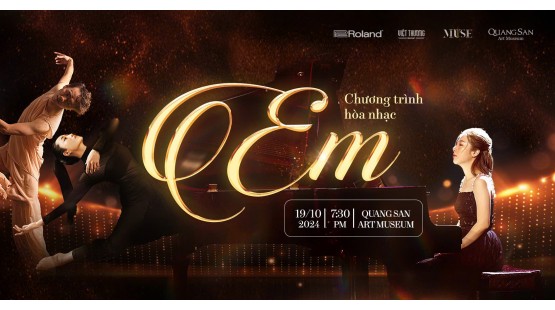 Roland
VIỆT THƯƠNG
MUSE
QUANG SAN
Art Museum
Em
Chương trình
hòa nhạc
19/10
2024
7:30
PM
QUANG SAN
ART MUSEUM